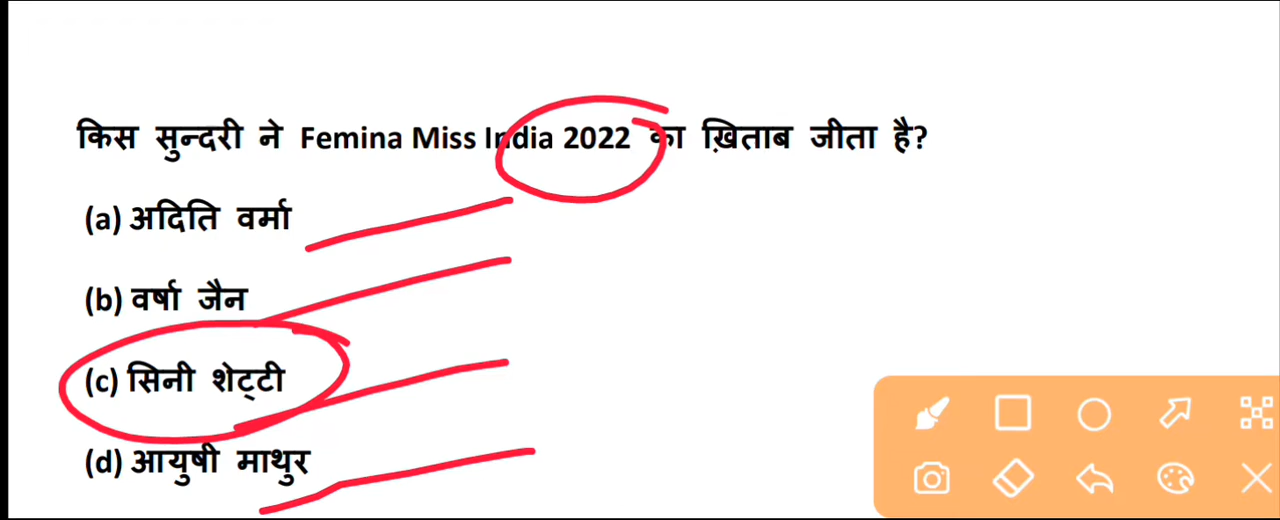 किस सुन्दरी ने Femina Miss India 2022 का ख़िताब जीता है?
(a) अदिति वर्मा
(b) वर्षा जैन
(c) सिनी शेट्टी
(d) आयुषी माथुर